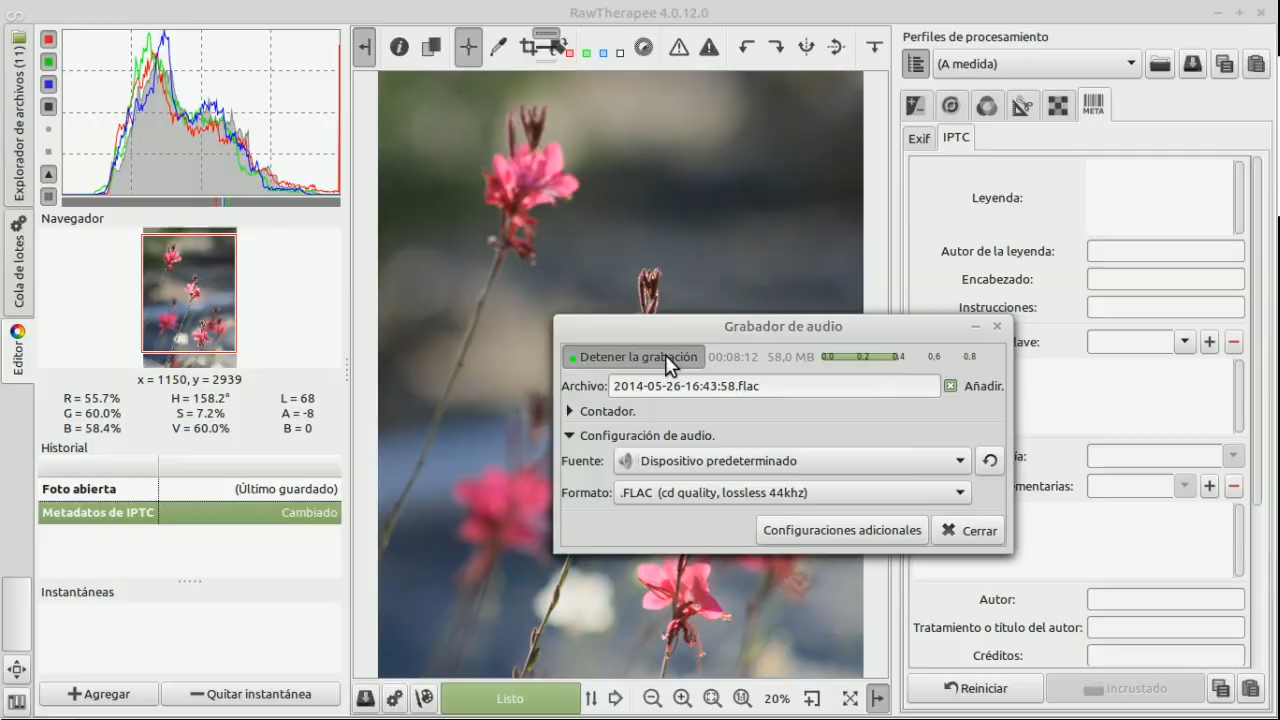 RawTherapee 4.0.12.0
Explorador de archivos (11)
Cola de lotes
Editor
Navegador
x = 1150, y = 2939
R = 55.7% H = 158.2° L = 68
G = 60.0% S = 7.2% A = -8
B = 58.4% V = 60.0% B = 0
Historial
Foto abierta (Último guardado)
Metadatos de IPTC Cambiado
Instantáneas
Agregar Quitar instantánea
Listo
20%
Grabador de audio
Detener la grabación 00:08:12 58,0 MB 0,0 0,2 0,4 0,6 0,8
Archivo: 2014-05-26-16:43:58.flac Añadir.
Contador.
Configuración de audio.
Fuente: Dispositivo predeterminado
Formato: .FLAC (cd quality, lossless 44khz)
Configuraciones adicionales Cerrar
Perfiles de procesamiento
(A medida)
META
Exif IPTC
Leyenda:
Autor de la leyenda:
Encabezado:
Instrucciones:
lave:
ía:
ementarias:
Autor:
Tratamiento o título del autor:
Créditos:
Reiniciar Incrustado